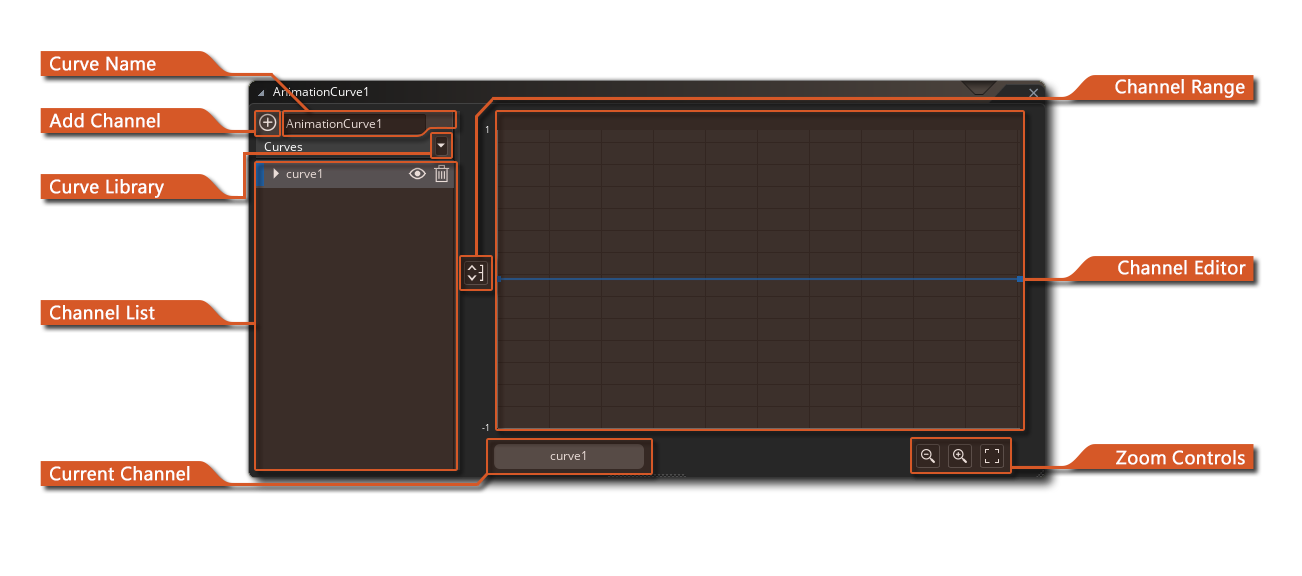 Curve Name
Add Channel
Curve Library
Channel List
Current Channel
AnimationCurve1
AnimationCurve1
Curves
curve1
1
-1
curve1
Channel Range
Channel Editor
Zoom Controls